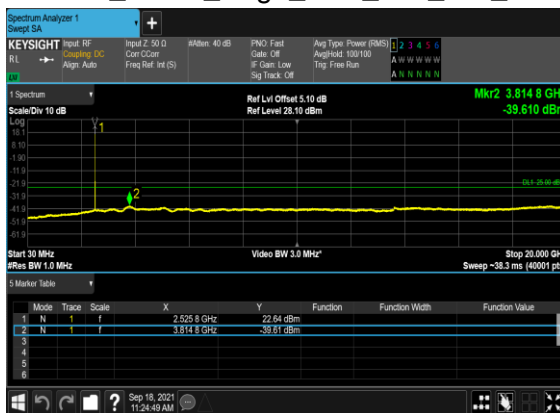 Spectrum Analyzer 1
Swept SA
KEYSIGHT
RL
Input: RF
Coupling: DC
Align: Auto
Input Z: 50 Ω
Corr CCorr
Freq Ref: Int (S)
#Atten: 40 dB
PNO: Fast
Gate: Off
IF Gain: Low
Sig Track: Off
Avg Type: Power (RMS)
Avg|Hold: 100/100
Trig: Free Run
1 2 3 4 5 6
A W W W W W
A N N N N N
1 Spectrum
Scale/Div 10 dB
Ref Lvl Offset 5.10 dB
Ref Level 28.10 dBm
Mkr2 3.814 8 GH
-39.610 dBr
Log
18.1
8.10
-1.90
-11.9
-21.9
-31.9
-41.9
-51.9
-61.9
1
2
DL1 -25.00 dB
Start 30 MHz
#Res BW 1.0 MHz
Video BW 3.0 MHz*
Stop 20.000 GH
Sweep ~38.3 ms (40001 pt
5 Marker Table
Mode Trace Scale X Y Function Function Width Function Value
1 N 1 f 2.525 8 GHz 22.64 dBm
2 N 1 f 3.814 8 GHz -39.61 dBm
3
4
5
6
?
Sep 18, 2021
11:24:49 AM